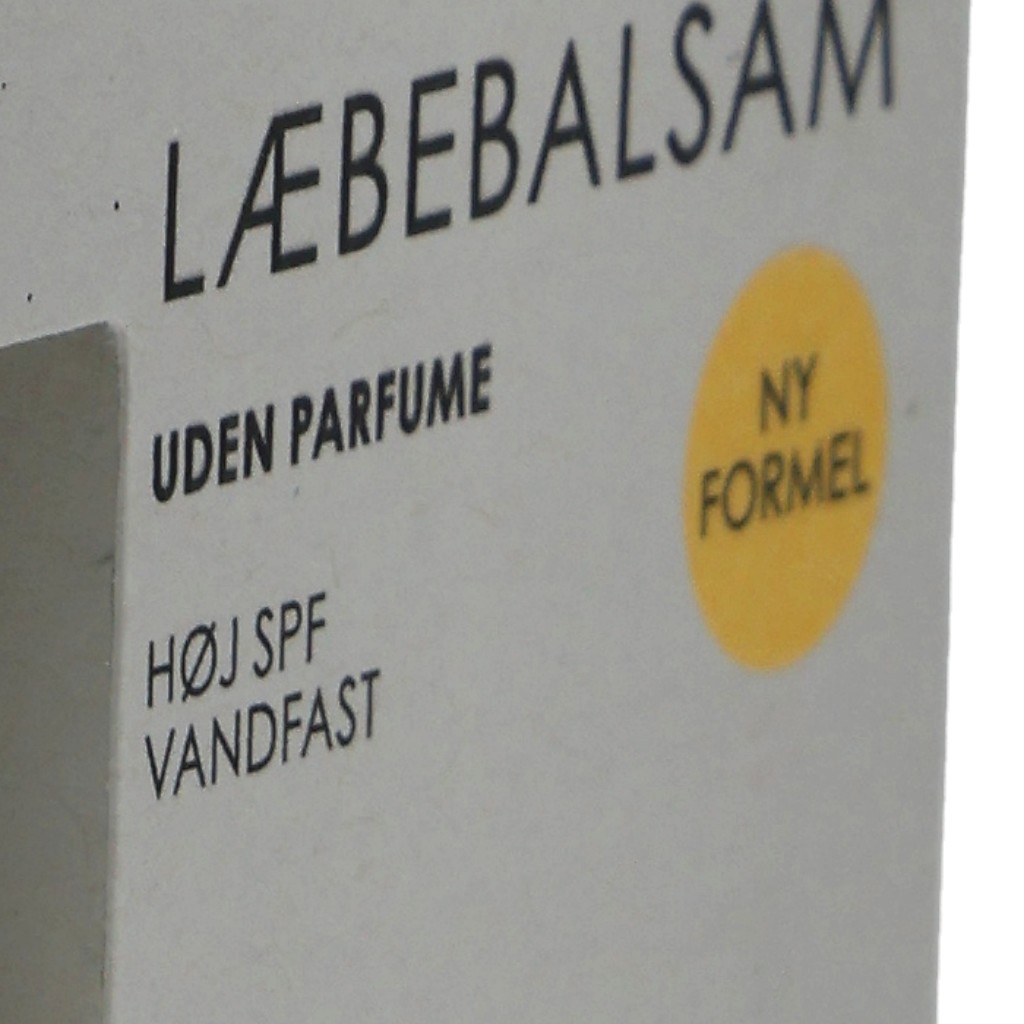 LÆBEBALSAM
UDEN PARFUME
NY
FORMEL
HØJ SPF
VANDFAST